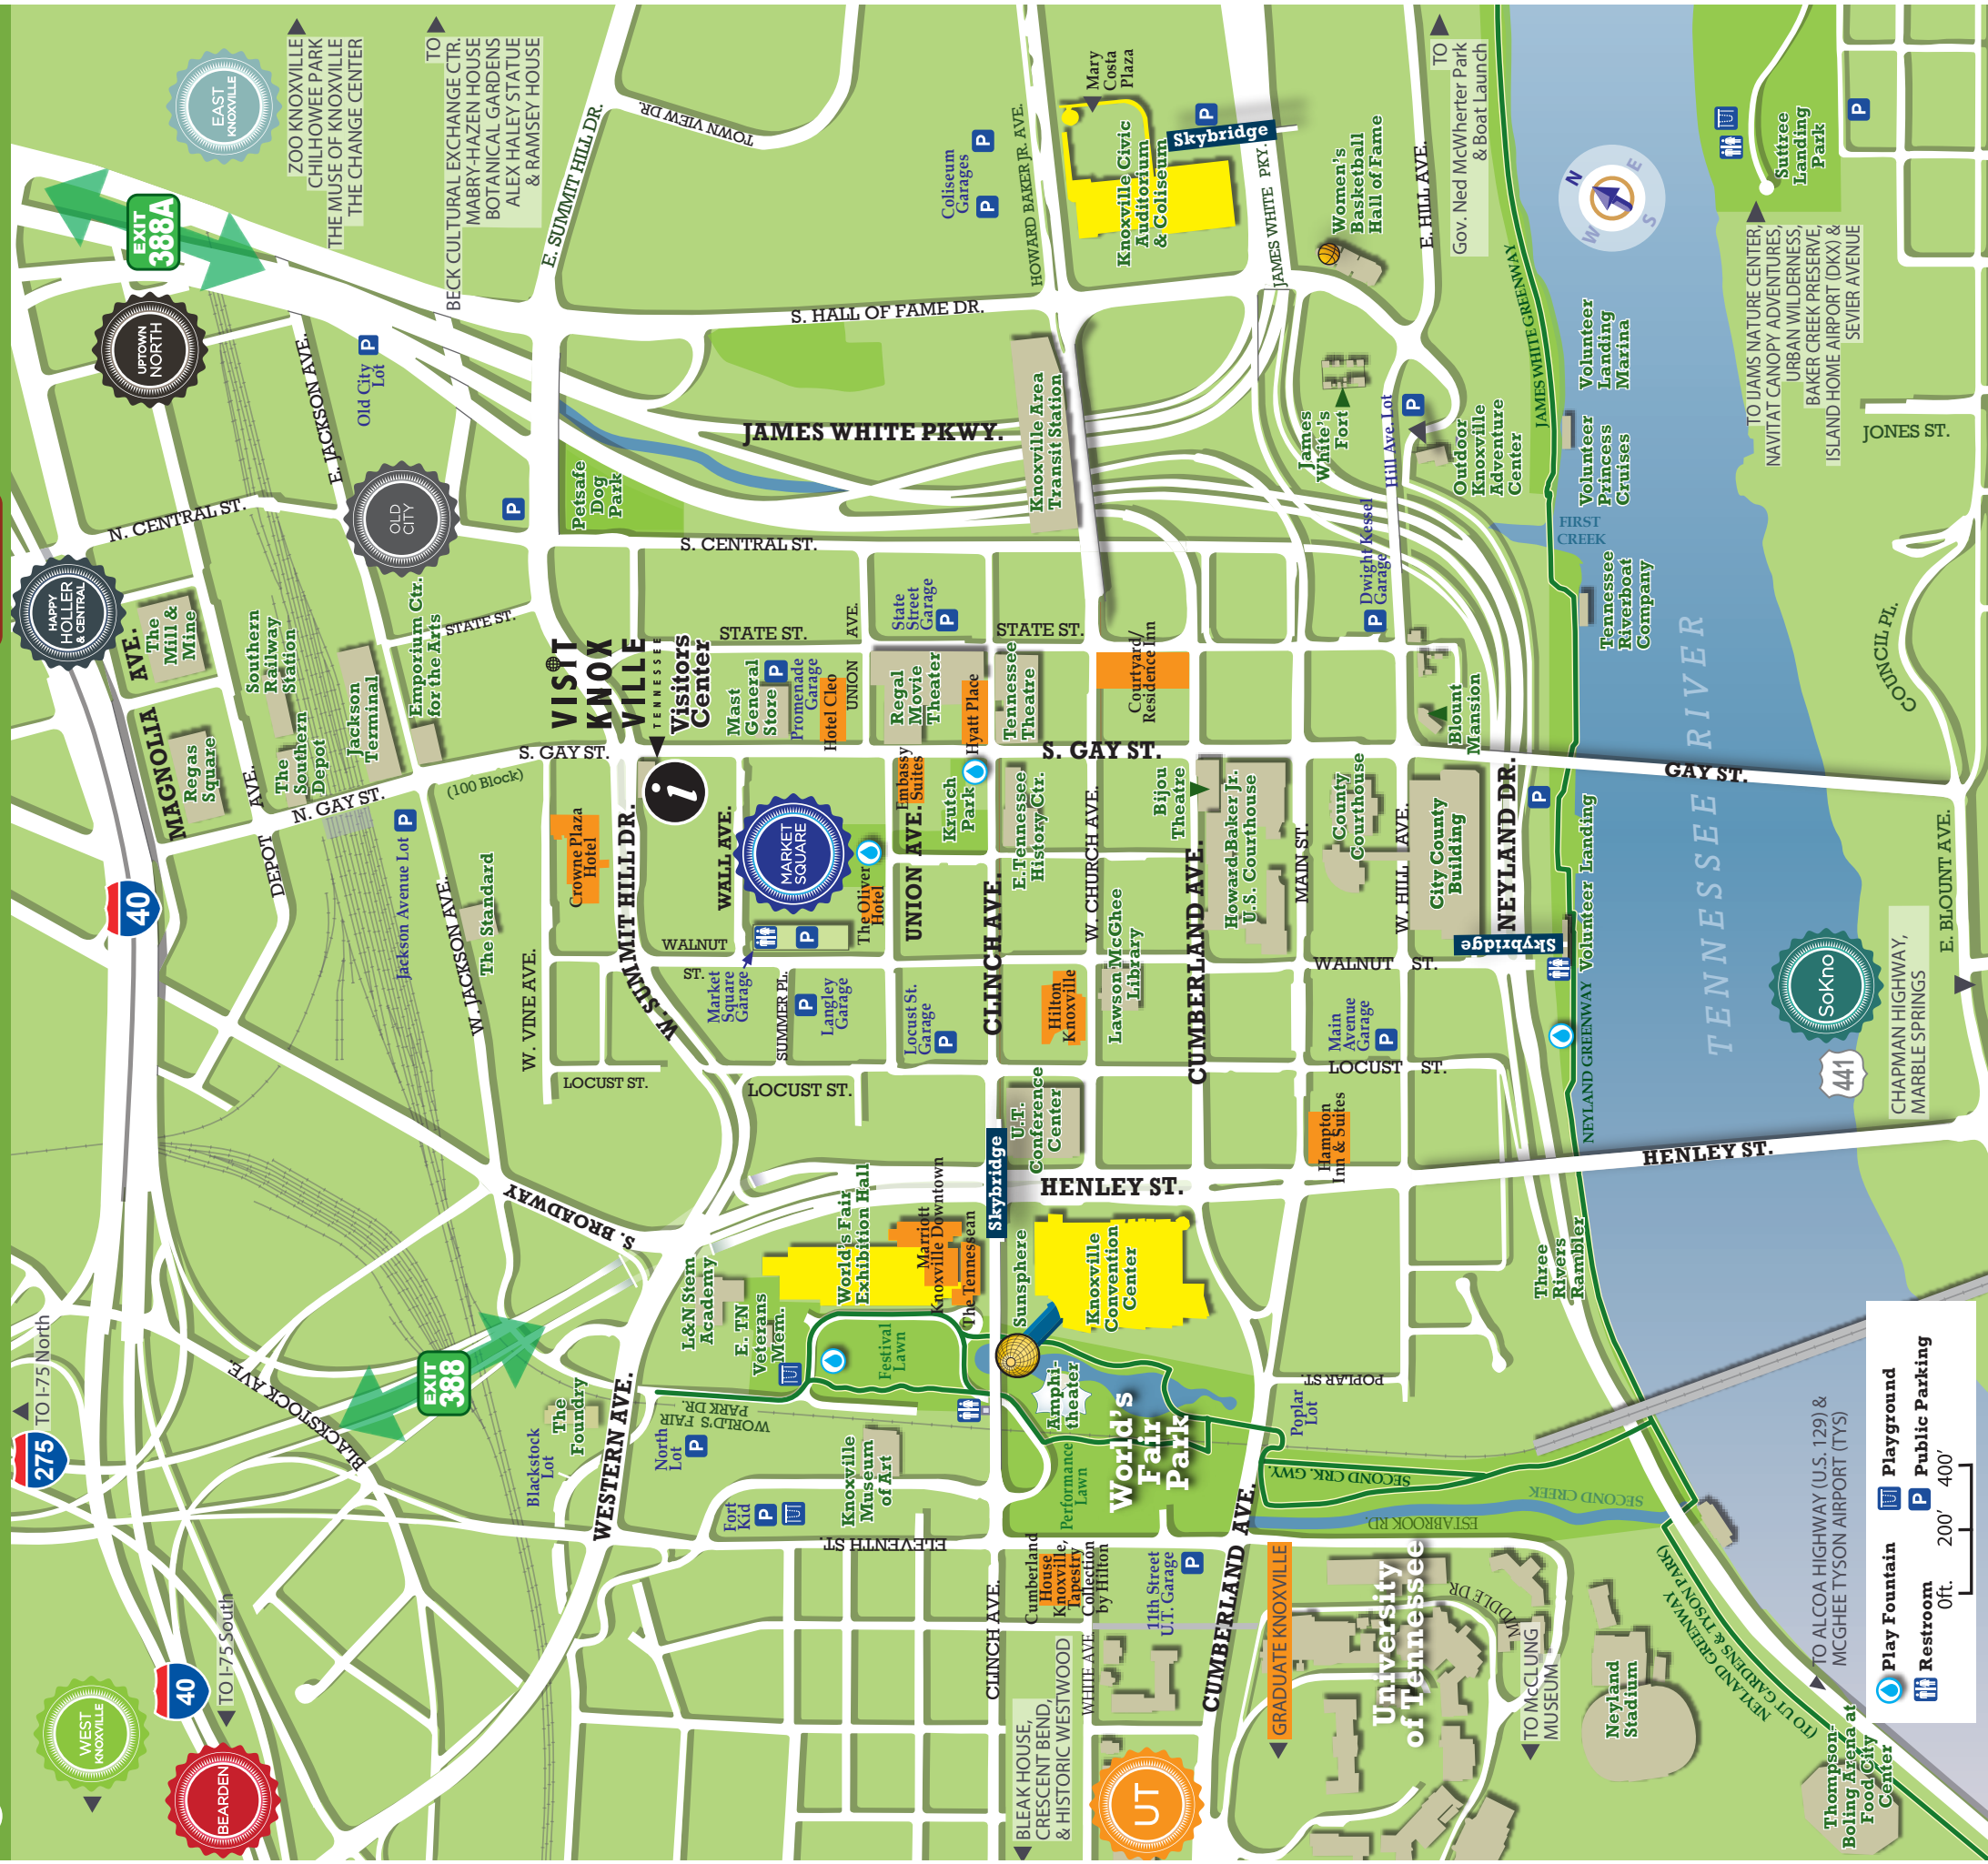 WEST
KNOXVILLE
BEARDEN
40
TO I-75 South
275
TO I-75 North
BLACKSTOCK AVE.
EXIT
388
40
HAPPY
HOLLER
& CENTRAL
UPTOWN
NORTH
EXIT
388A
EAST
KNOXVILLE
ZOO KNOXVILLE
CHILHOWEE PARK
THE MUSE OF KNOXVILLE
THE CHANGE CENTER
TO
BECK CULTURAL EXCHANGE CTR.
MABRY-HAZEN HOUSE
BOTANICAL GARDENS
ALEX HALEY STATUE
& RAMSEY HOUSE
MAGNOLIA
AVE.
The
Mill &
Mine
Regas
Square
DEPOT
AVE.
N. CENTRAL ST.
Southern
Railway
Station
The
Southern
Depot
Jackson
Terminal
Emporium Ctr.
for the Arts
N. GAY ST.
(100 Block)
E. JACKSON AVE.
Old City
Lot
P
OLD
CITY
P
STATE ST.
Jackson Avenue Lot
P
W. JACKSON AVE.
The Standard
W. VINE AVE.
S. BROADWAY
WESTERN AVE.
Blackstock
Lot
The
Foundry
North
Lot
P
WORLD'S FAIR
PARK DR.
L&N Stem
Academy
E. TN
Veterans
Mem.
Fort
Kid
P
Knoxville
Museum
of Art
ELEVENTH ST.
Festival
Lawn
World's Fair
Exhibition Hall
Marriott
Knoxville Downtown
The Tennessean
Skybridge
Sunsphere
Knoxville
Convention
Center
Amphi-
theater
Performance
Lawn
World's
Fair
Park
HENLEY ST.
U.T.
Conference
Center
Crowne Plaza
Hotel
W. SUMMIT HILL DR.
LOCUST ST.
LOCUST ST.
WALNUT
ST.
WALL AVE.
MARKET
SQUARE
i
VISIT
KNOX
VILLE
TENNESSEE
Visitors
Center
S. GAY ST.
Mast
General
Store
P
Promenade
Garage
Hotel Cleo
STATE ST.
UNION
AVE.
Petsafe
Dog
Park
S. CENTRAL ST.
E. SUMMIT HILL DR.
TOWN VIEW DR.
S. HALL OF FAME DR.
JAMES WHITE PKWY.
State
Street
Garage
P
Regal
Movie
Theater
Hyatt Place
Embassy
Suites
UNION AVE.
Krutch
Park
The Oliver
Hotel
P
Market
Square
Garage
SUMMER PL.
P
Langley
Garage
Locust St.
Garage
P
CLINCH AVE.
Hilton
Knoxville
Lawson McGhee
Library
E.Tennessee
History Ctr.
W. CHURCH AVE.
Tennessee
Theatre
STATE ST.
S. GAY ST.
Courtyard/
Residence Inn
Bijou
Theatre
Howard Baker Jr.
U.S. Courthouse
CUMBERLAND AVE.
MAIN ST.
County
Courthouse
W. HILL AVE.
City County
Building
WALNUT ST.
Main
Avenue
Garage
P
LOCUST ST.
Hampton
Inn & Suites
Knoxville Area
Transit Station
Coliseum
Garages
P
P
HOWARD BAKER JR. AVE.
Mary
Costa
Plaza
Knoxville Civic
Auditorium
& Coliseum
Skybridge
P
JAMES WHITE PKY.
Women's
Basketball
Hall of Fame
E. HILL AVE.
TO
Gov. Ned McWherter Park
& Boat Launch
James
White's
Fort
Hill Ave. Lot
P
Dwight Kessel
Garage
P
Outdoor
Knoxville
Adventure
Center
JAMES WHITE GREENWAY
Blount
Mansion
NEYLAND DR.
P
Skybridge
Volunteer Landing
NEYLAND GREENWAY
Volunteer
Landing
Marina
Volunteer
Princess
Cruises
FIRST
CREEK
Tennessee
Riverboat
Company
N
E
S
W
Suttree
Landing
Park
P
TO IJAMS NATURE CENTER,
NAVITAT CANOPY ADVENTURES,
URBAN WILDERNESS,
BAKER CREEK PRESERVE,
ISLAND HOME AIRPORT (DKX) &
SEVIER AVENUE
JONES ST.
COUNCIL PL.
TENNESSEE RIVER
GAY ST.
E. BLOUNT AVE.
SoKno
441
CHAPMAN HIGHWAY,
MARBLE SPRINGS
HENLEY ST.
Three
Rivers
Rambler
POPLAR ST.
Poplar
Lot
SECOND CRK. GWY.
SECOND CREEK
ESTABROOK RD.
CLINCH AVE.
Cumberland
House
Knoxville,
Tapestry
Collection
by Hilton
WHITE AVE.
11th Street
U.T. Garage
P
BLEAK HOUSE,
CRESCENT BEND,
& HISTORIC WESTWOOD
UT
CUMBERLAND AVE.
GRADUATE KNOXVILLE
University
of Tennessee
MIDDLE DR.
TO McCLUNG
MUSEUM
Neyland
Stadium
NEYLAND GREENWAY
(TO UT GARDENS & TYSON PARK)
Thompson-
Boling Arena at
Food City
Center
TO ALCOA HIGHWAY (U.S. 129) &
MCGHEE TYSON AIRPORT (TYS)
Play Fountain
Playground
Restroom
P Public Parking
0ft. 200' 400'